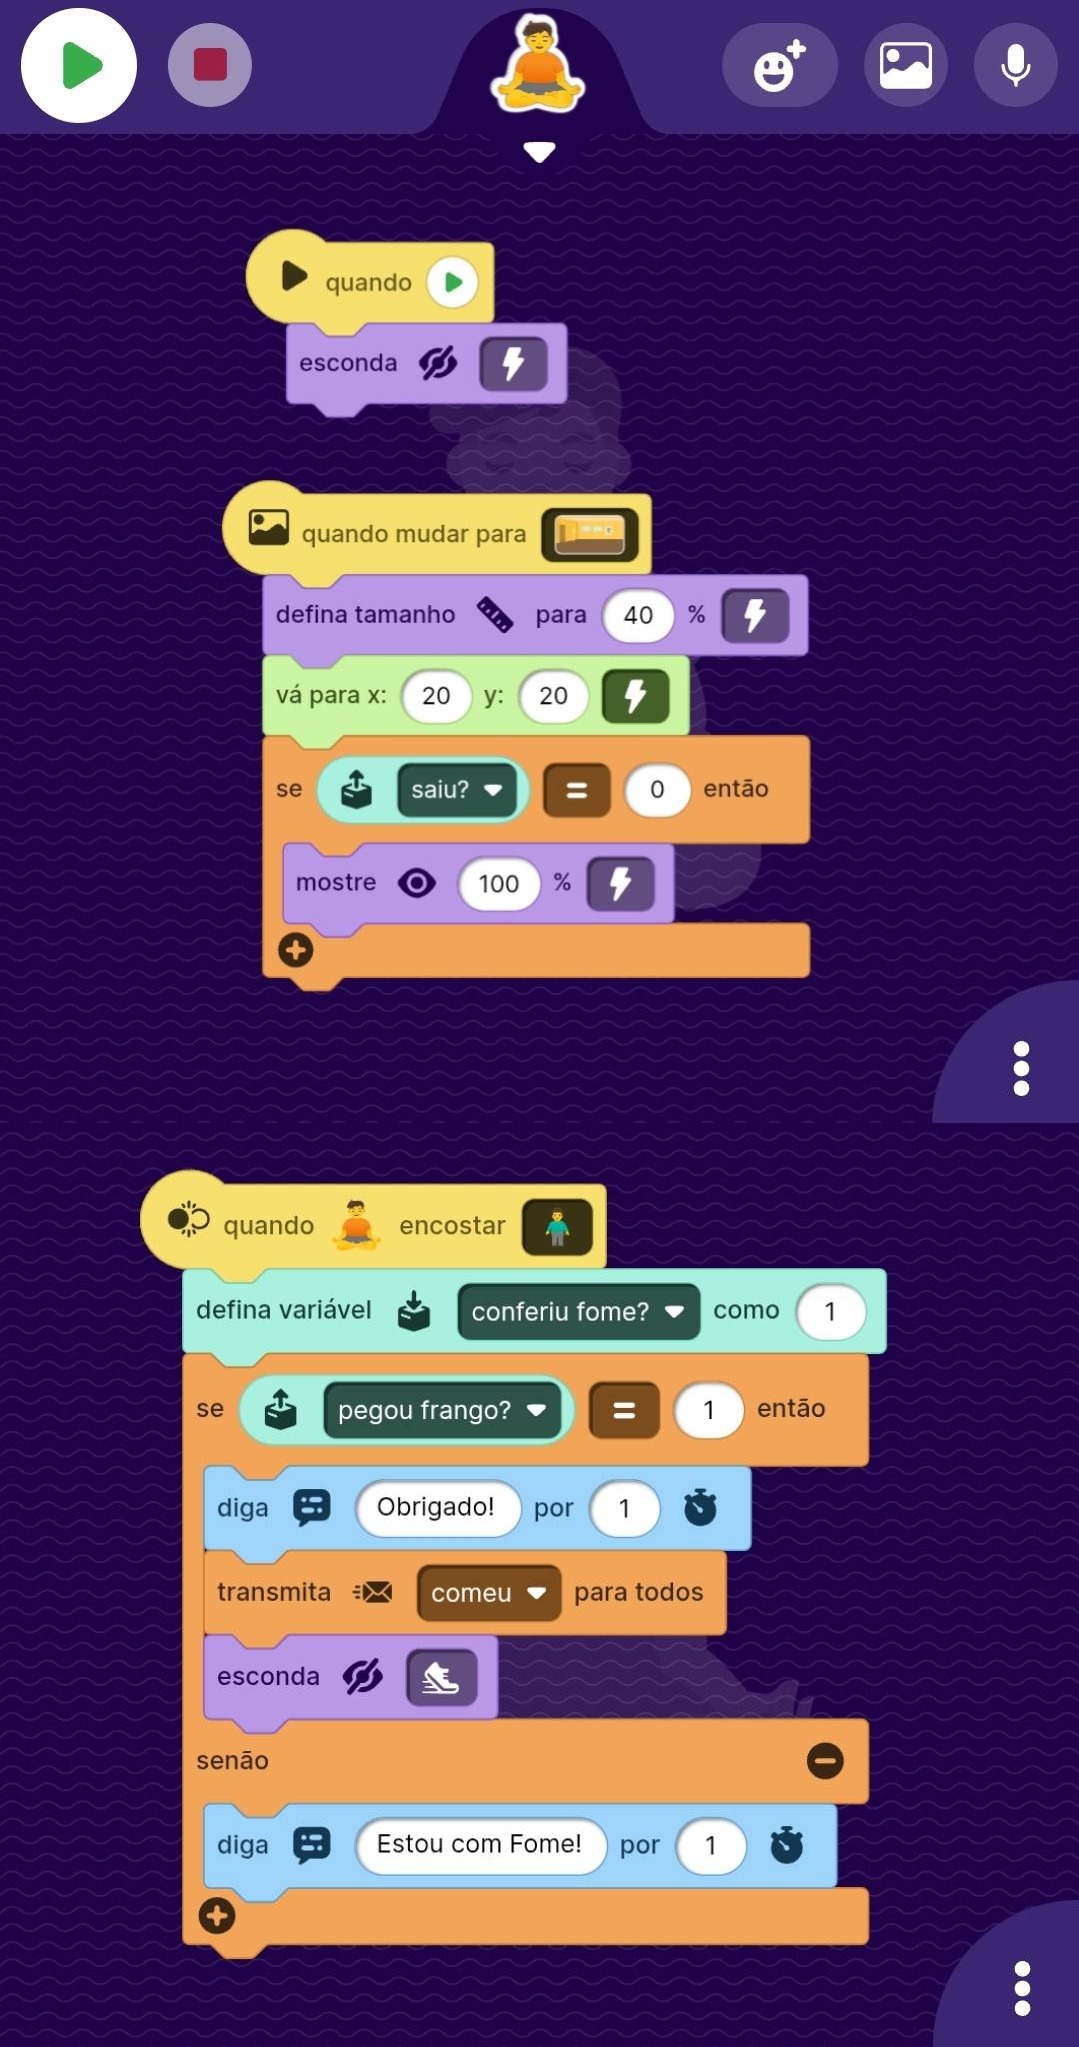 quando
esconda
quando mudar para
defina tamanho para 40 %
vá para x: 20 y: 20
se saiu? = 0 então
mostre 100 %
quando encostar
defina variável conferiu fome? como 1
se pegou frango? = 1 então
diga Obrigado! por 1
transmita comeu para todos
esconda
senão
diga Estou com Fome! por 1